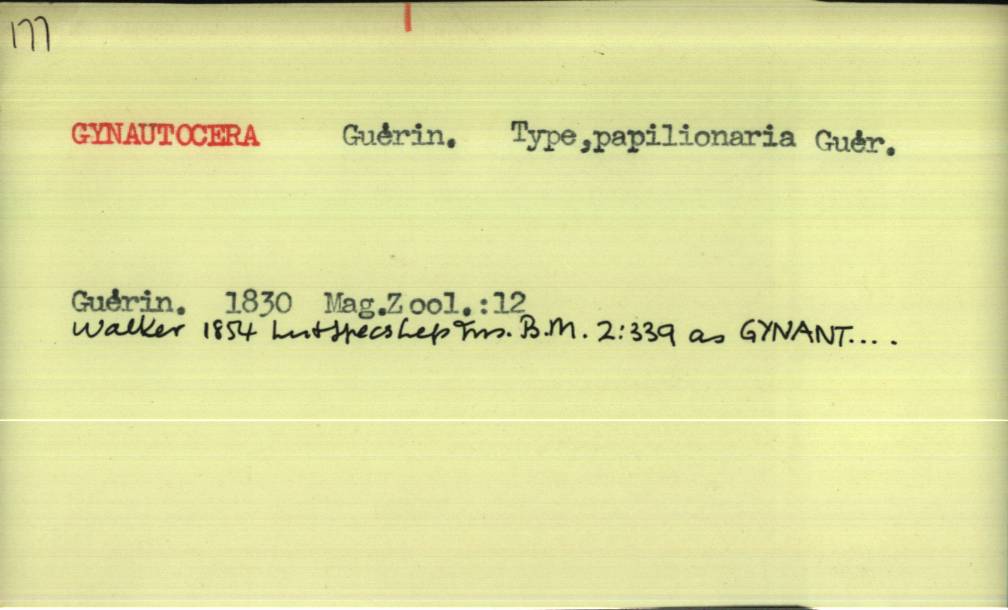 177
GYNAUTOCERA Guérin. Type,papilionaria Guér.
Guérin. 1830 Mag.Zool.:12
Walker 1854 List Specs Lep Ins. B.M. 2:339 as GYNANT....